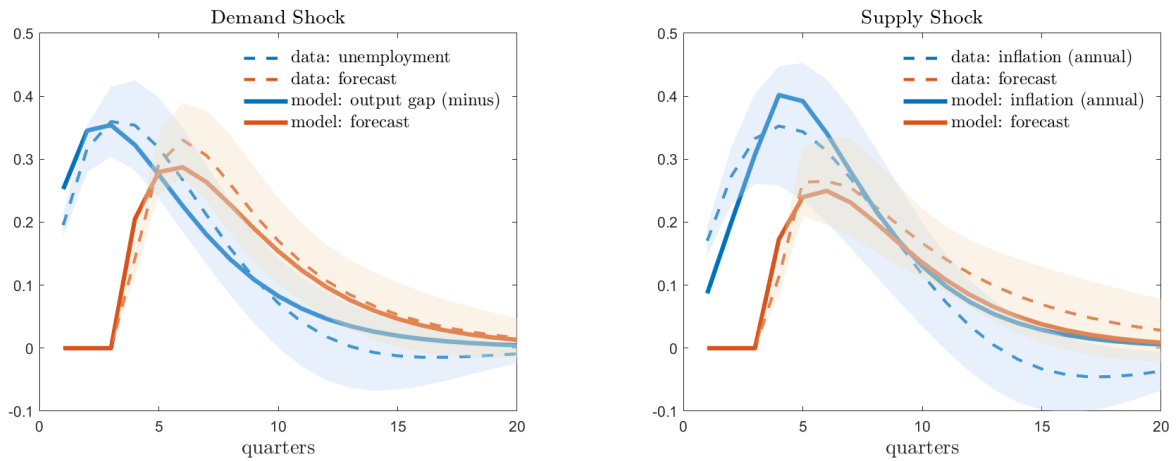 Demand Shock
0.5
0.4
0.3
0.2
0.1
0
-0.1
0
5
10
15
20
quarters
data: unemployment
data: forecast
model: output gap (minus)
model: forecast
Supply Shock
0.5
0.4
0.3
0.2
0.1
0
-0.1
0
5
10
15
20
quarters
data: inflation (annual)
data: forecast
model: inflation (annual)
model: forecast